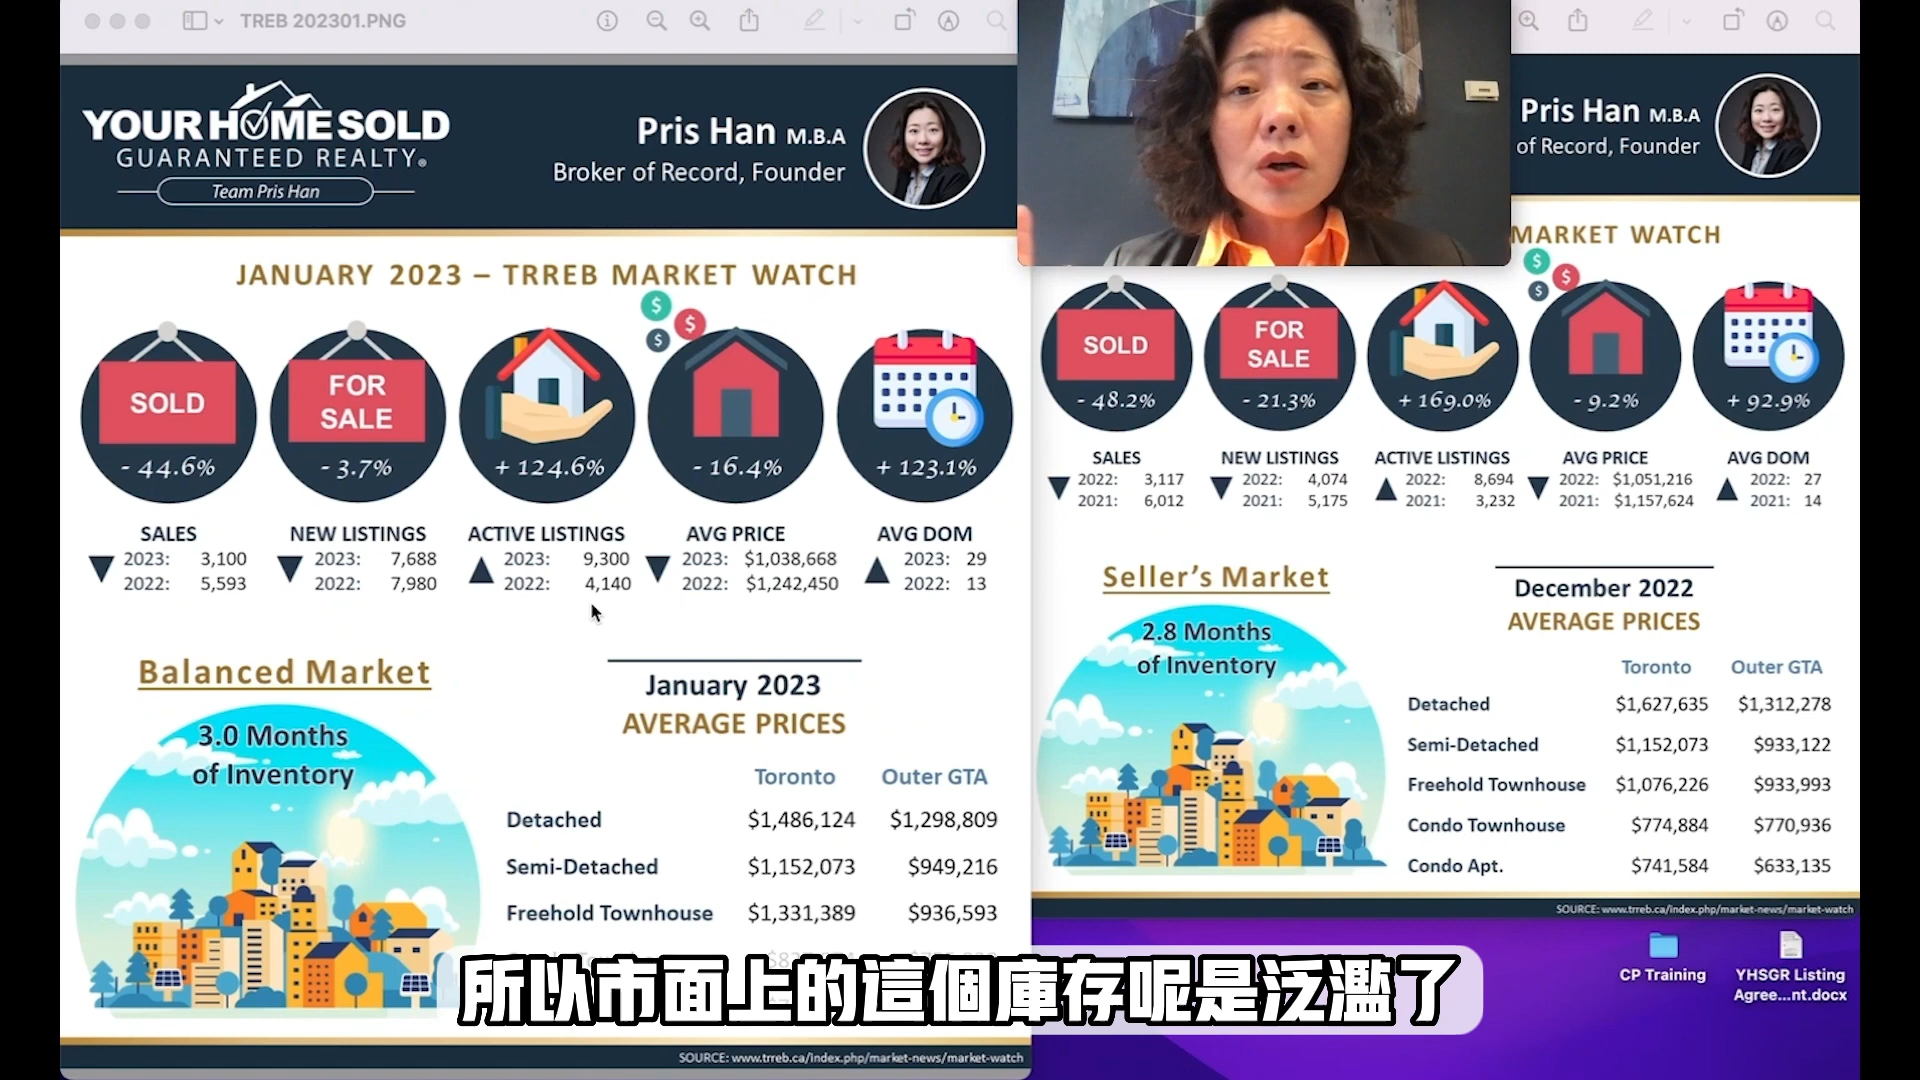 TREB 202301.PNG
YOUR HOME SOLD
GUARANTEED REALTY®
Team Pris Han
Pris Han M.B.A
Broker of Record, Founder
JANUARY 2023 – TRREB MARKET WATCH
SOLD
- 44.6%
FOR
SALE
- 3.7%
+ 124.6%
$ $ $
- 16.4%
+ 123.1%
SALES
2023: 3,100
2022: 5,593
NEW LISTINGS
2023: 7,688
2022: 7,980
ACTIVE LISTINGS
2023: 9,300
2022: 4,140
AVG PRICE
2023: $1,038,668
2022: $1,242,450
AVG DOM
2023: 29
2022: 13
Balanced Market
3.0 Months
of Inventory
January 2023
AVERAGE PRICES
Toronto Outer GTA
Detached $1,486,124 $1,298,809
Semi-Detached $1,152,073 $949,216
Freehold Townhouse $1,331,389 $936,593
SOURCE: www.trreb.ca/index.php/market-news/market-watch
Pris Han M.B.A
of Record, Founder
MARKET WATCH
SOLD
- 48.2%
FOR
SALE
- 21.3%
+ 169.0%
$ $ $
- 9.2%
+ 92.9%
SALES
2022: 3,117
2021: 6,012
NEW LISTINGS
2022: 4,074
2021: 5,175
ACTIVE LISTINGS
2022: 8,694
2021: 3,232
AVG PRICE
2022: $1,051,216
2021: $1,157,624
AVG DOM
2022: 27
2021: 14
Seller's Market
2.8 Months
of Inventory
December 2022
AVERAGE PRICES
Toronto Outer GTA
Detached $1,627,635 $1,312,278
Semi-Detached $1,152,073 $933,122
Freehold Townhouse $1,076,226 $933,993
Condo Townhouse $774,884 $770,936
Condo Apt. $741,584 $633,135
SOURCE: www.trreb.ca/index.php/market-news/market-watch
CP Training
YHSGR Listing
Agree...nt.docx
所以市面上的這個庫存呢是泛濫了